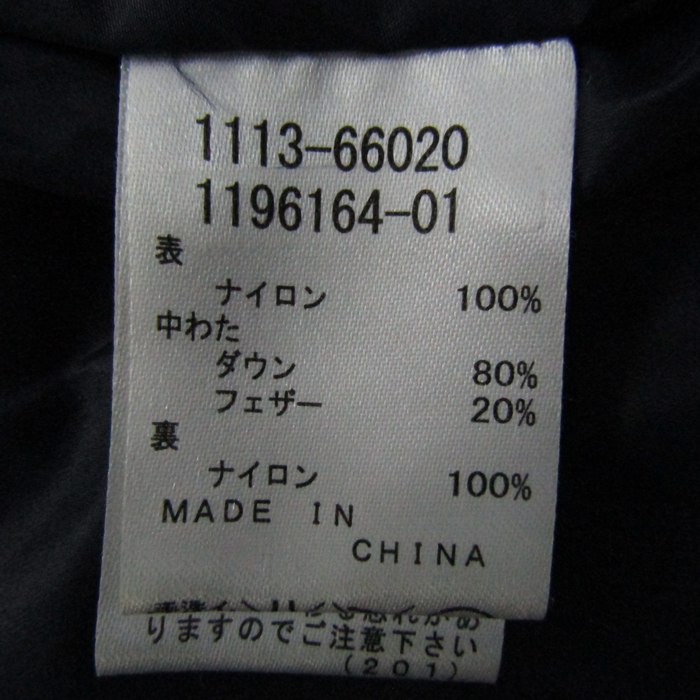 1113-66020
1196164-01
表
ナイロン 100%
中わた
ダウン 80%
フェザー 20%
裏
ナイロン 100%
MADE IN
CHINA
りますのでご注意下さい
(201)